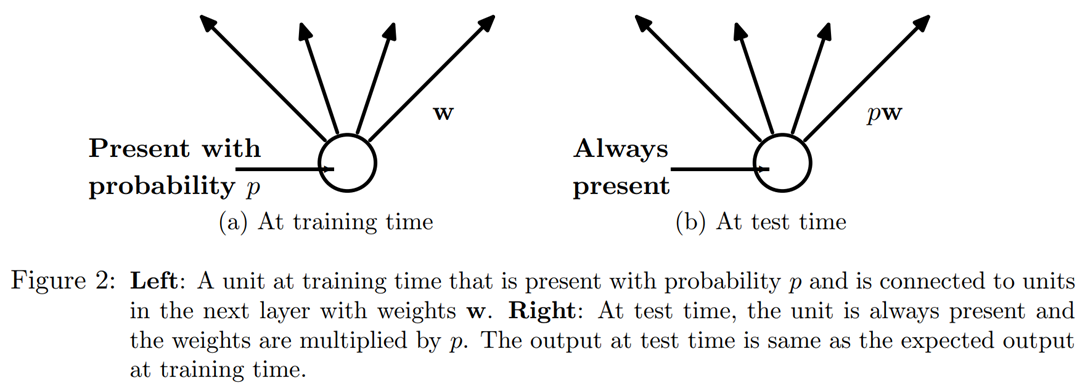 w
Present with
probability p
(a) At training time
pw
Always
present
(b) At test time
Figure 2: Left: A unit at training time that is present with probability p and is connected to units
in the next layer with weights w. Right: At test time, the unit is always present and
the weights are multiplied by p. The output at test time is same as the expected output
at training time.